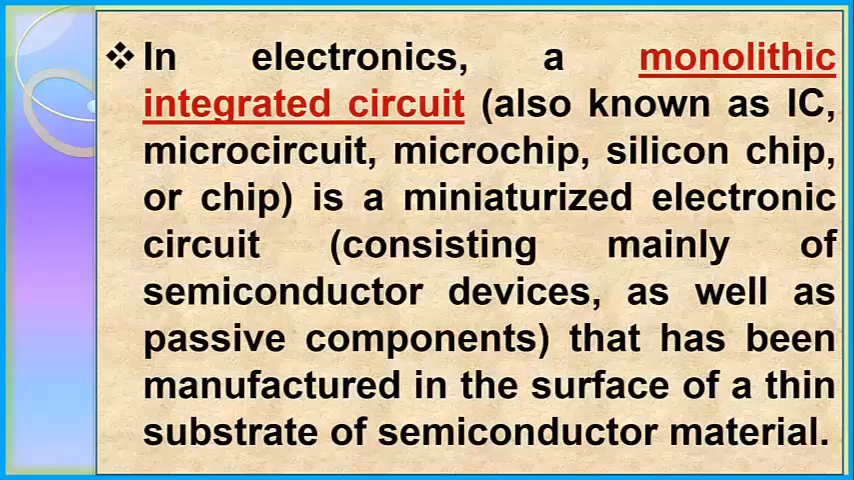 ❖ In electronics, a monolithic
integrated circuit (also known as IC,
microcircuit, microchip, silicon chip,
or chip) is a miniaturized electronic
circuit (consisting mainly of
semiconductor devices, as well as
passive components) that has been
manufactured in the surface of a thin
substrate of semiconductor material.